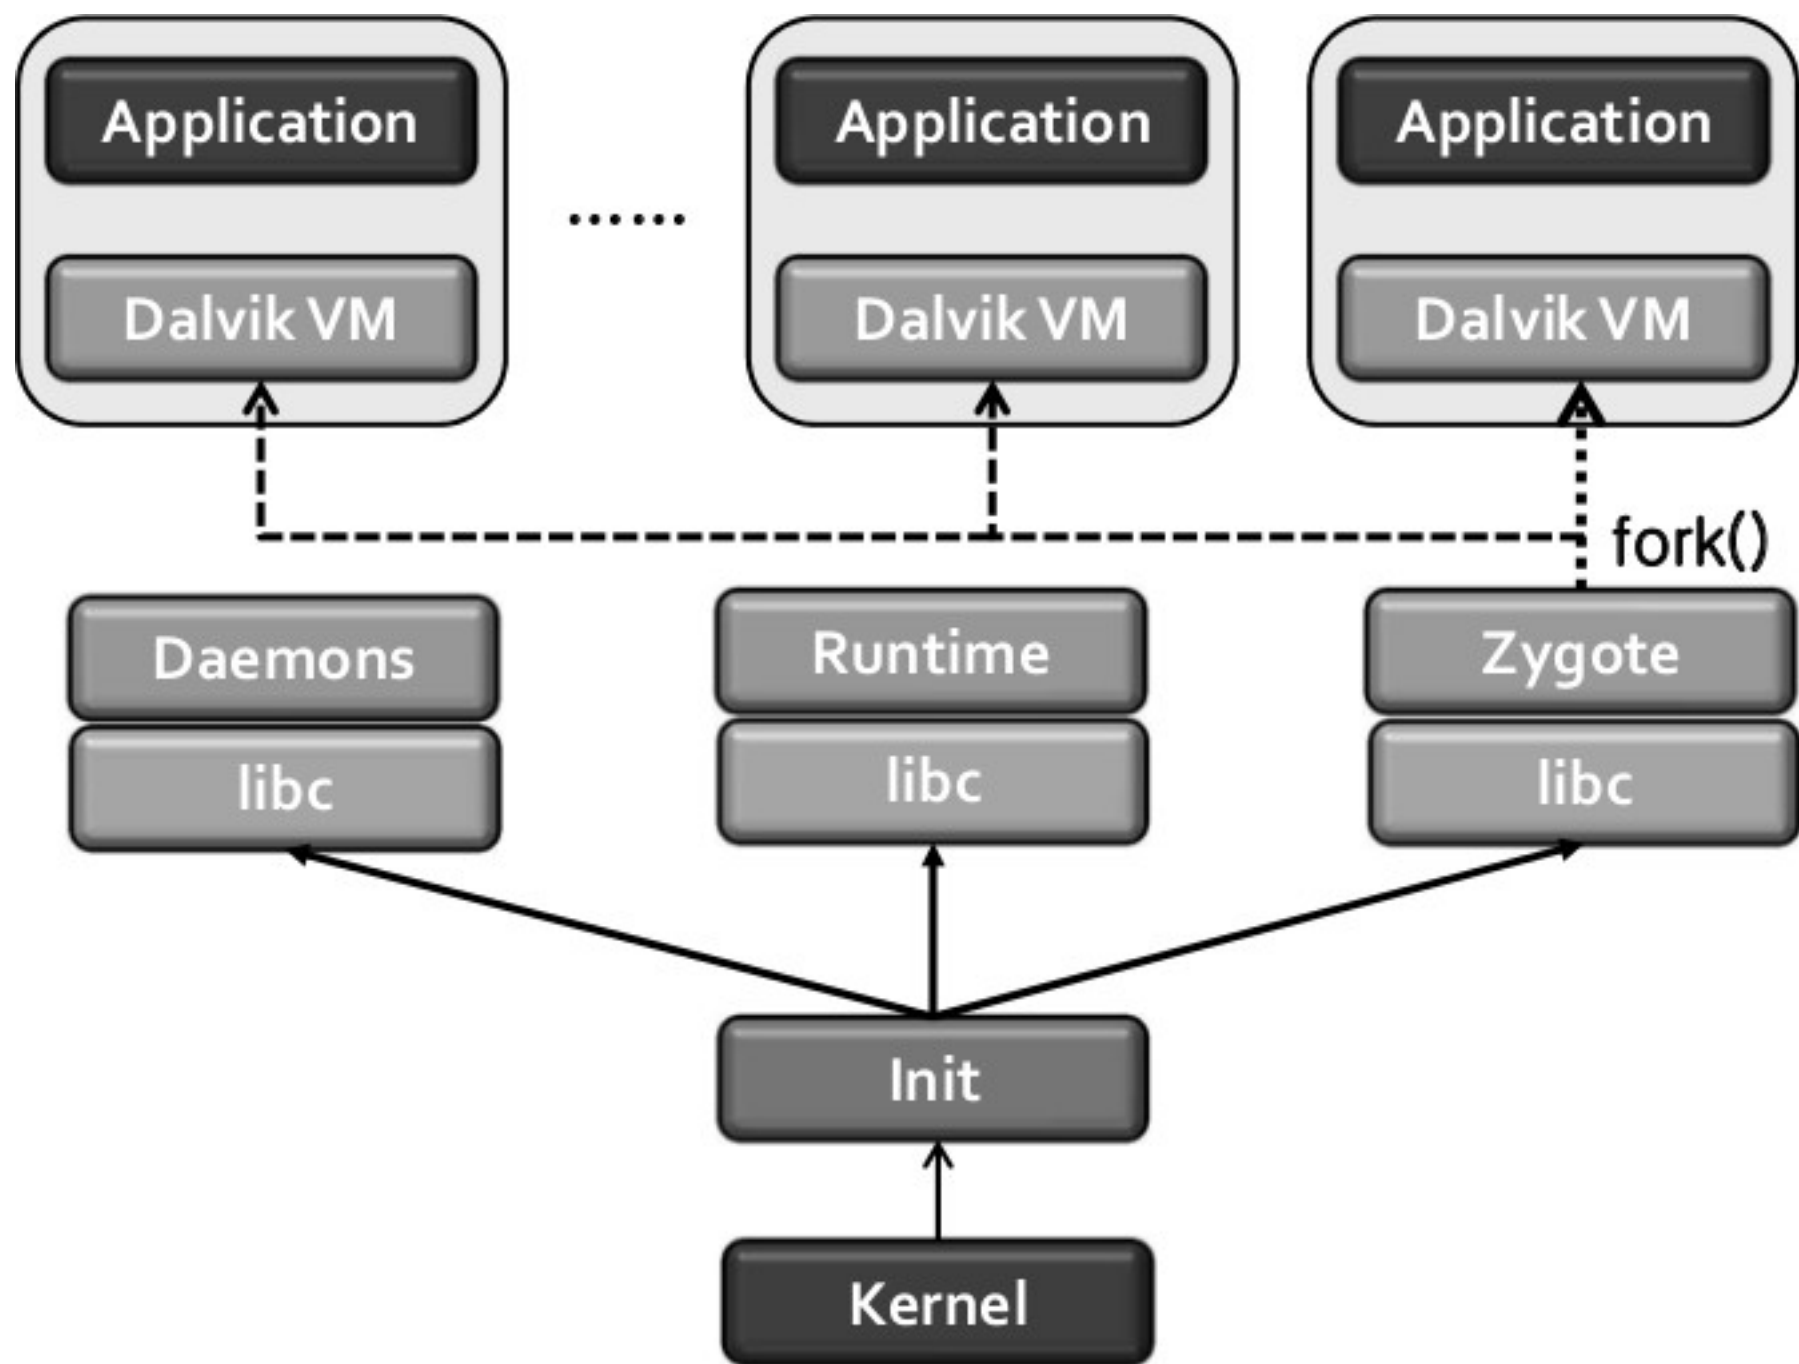 Application
Application
Application
......
Dalvik VM
Dalvik VM
Dalvik VM
fork()
Daemons
Runtime
Zygote
libc
libc
libc
Init
Kernel